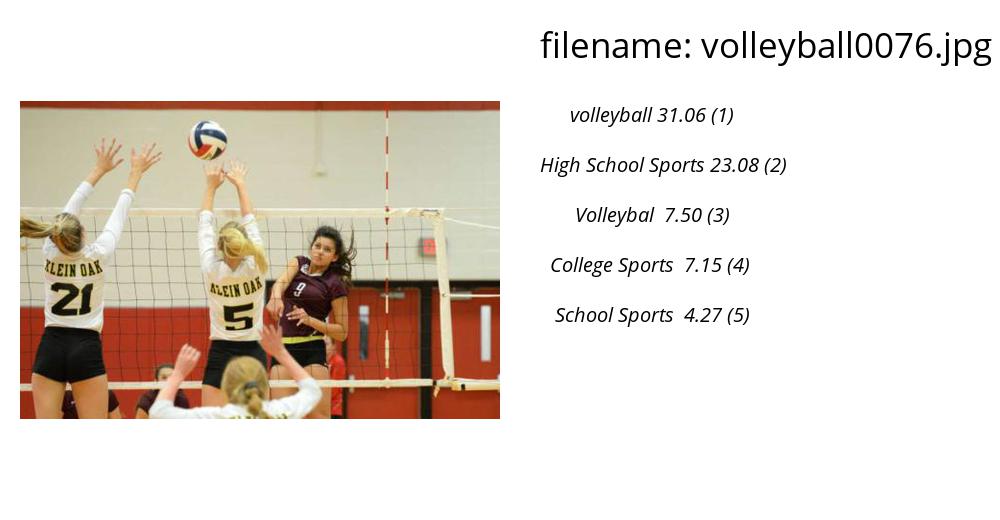 filename: volleyball0076.jpg
volleyball 31.06 (1)
High School Sports 23.08 (2)
Volleybal 7.50 (3)
College Sports 7.15 (4)
School Sports 4.27 (5)
KLEIN OAK
21
KLEIN OAK
5
9